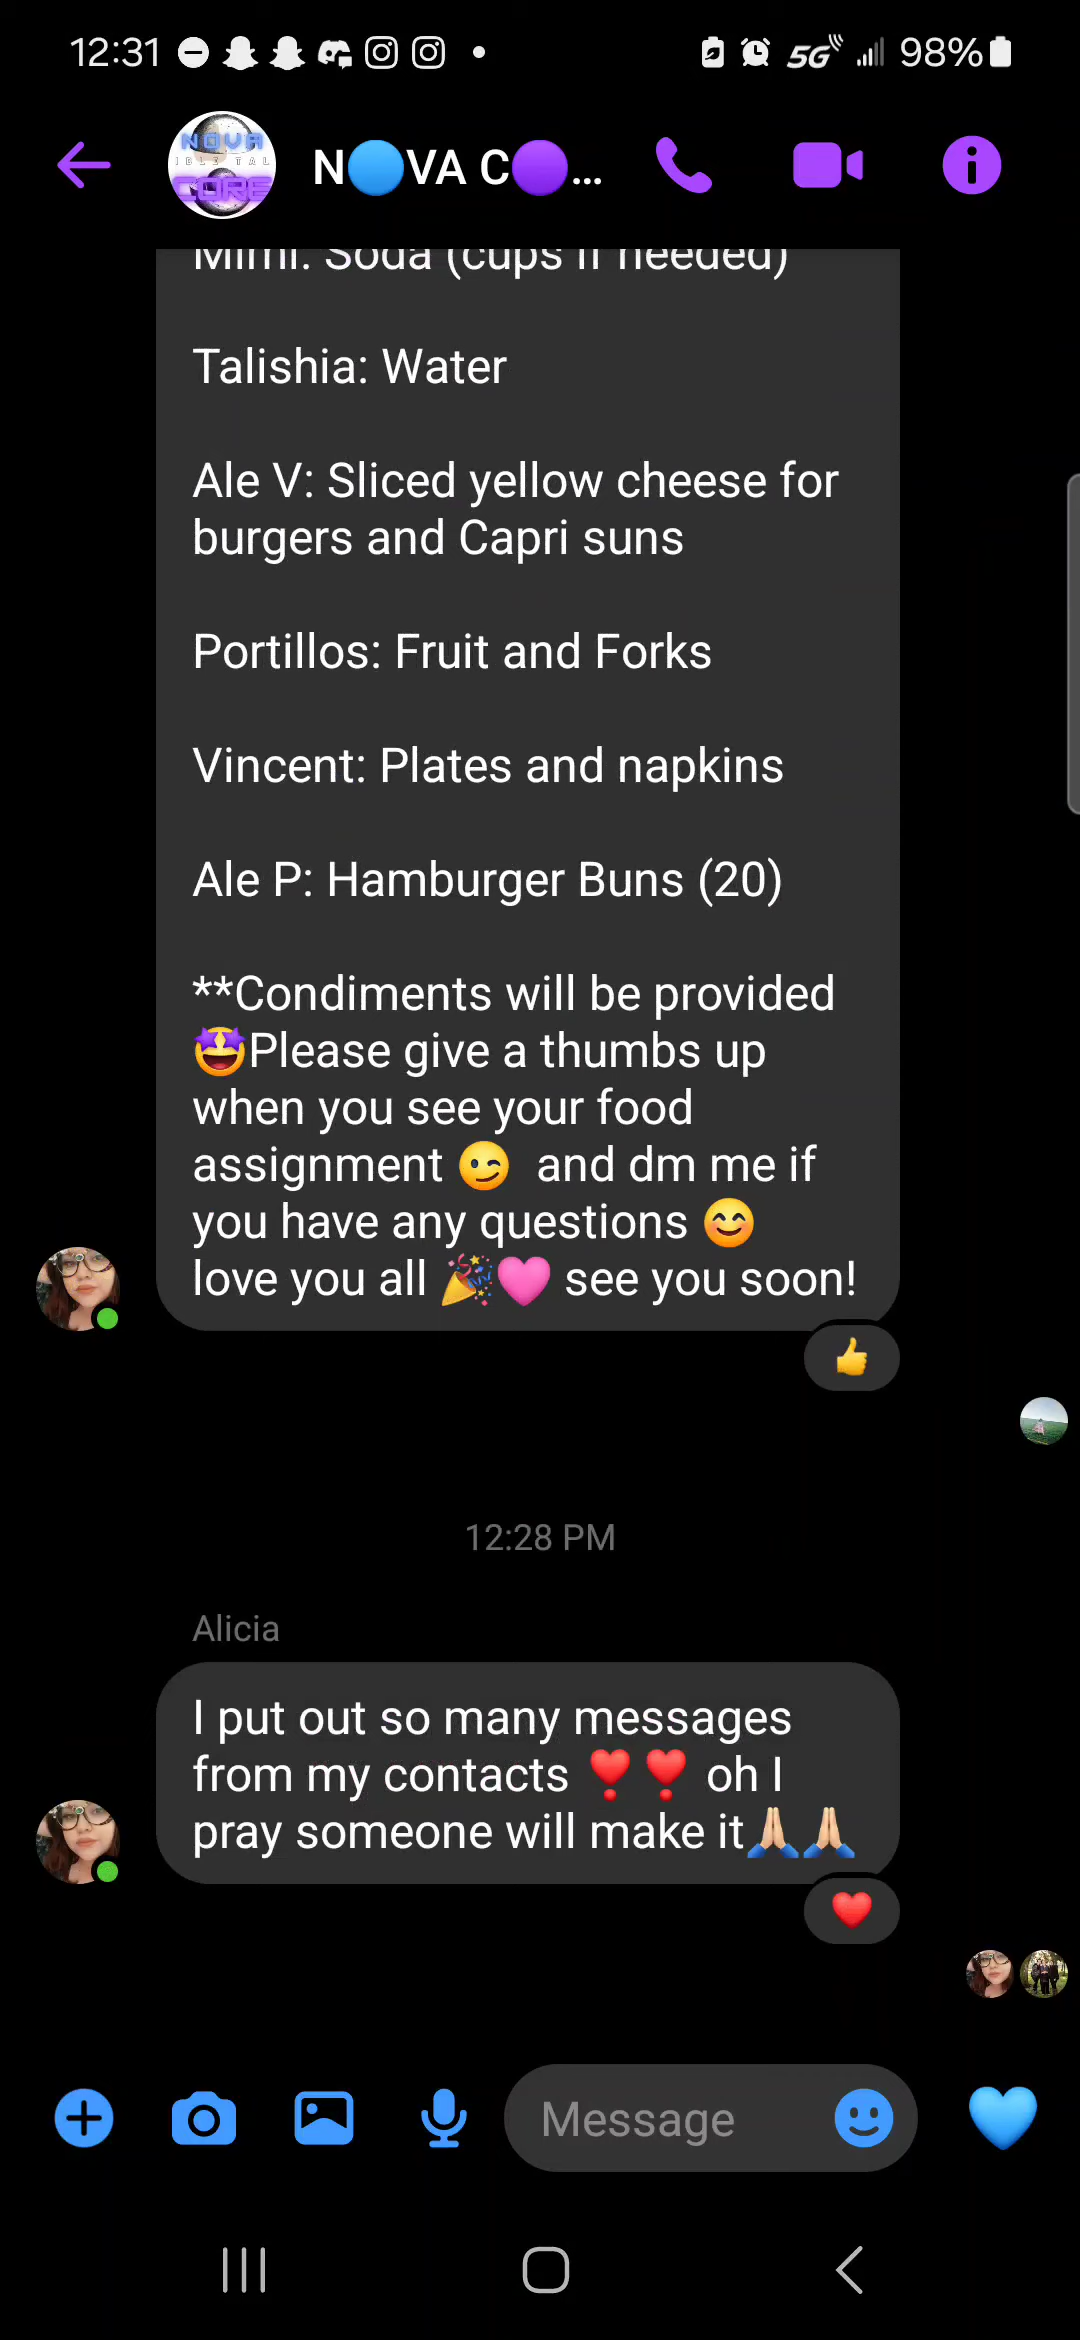 12:31 5G 98%
NOVA
IBLE TAL
CORE
N🔵VA C🟣...
Mimi: Soda (cups if needed)
Talishia: Water
Ale V: Sliced yellow cheese for
burgers and Capri suns
Portillos: Fruit and Forks
Vincent: Plates and napkins
Ale P: Hamburger Buns (20)
**Condiments will be provided
🤩Please give a thumbs up
when you see your food
assignment 😉 and dm me if
you have any questions 😊
love you all 🎉🩷 see you soon!
12:28 PM
Alicia
I put out so many messages
from my contacts ❣️❣️ oh I
pray someone will make it🙏🏼🙏🏼
Message